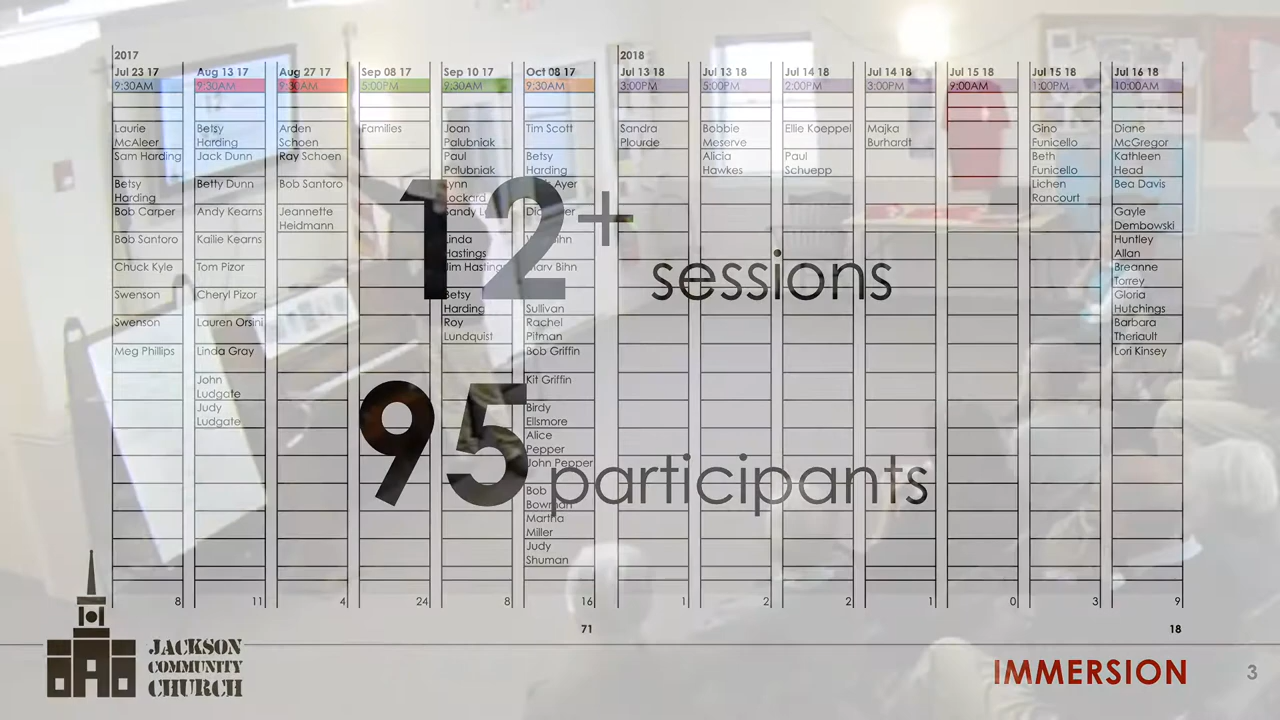 2017
2018
Jul 23 17
Aug 13 17
Aug 27 17
Sep 08 17
Sep 10 17
Oct 08 17
Jul 13 18
Jul 13 18
Jul 14 18
Jul 14 18
Jul 15 18
Jul 15 18
Jul 16 18
9:30AM
9:30AM
9:30AM
5:00PM
9:30AM
9:30AM
3:00PM
5:00PM
2:00PM
3:00PM
9:00AM
1:00PM
10:00AM
Laurie
McAleer
Sam Harding
Betsy
Harding
Bob Carper
Bob Santoro
Chuck Kyle
Swenson
Swenson
Meg Phillips
8
Betsy
Harding
Jack Dunn
Betty Dunn
Andy Kearns
Kailie Kearns
Tom Pizor
Cheryl Pizor
Lauren Orsini
Linda Gray
John
Ludgate
Judy
Ludgate
11
Arden
Schoen
Ray Schoen
Bob Santoro
Jeannette
Heidmann
4
Families
24
Joan
Palubniak
Paul
Palubniak
Lynn
Lockard
Sandy
Linda
Hastings
Jim Hastings
Betsy
Harding
Roy
Lundquist
8
Tim Scott
Betsy
Harding
Ayer
Marv Bihn
Sullivan
Rachel
Pitman
Bob Griffin
Kit Griffin
Birdy
Ellsmore
Alice
Pepper
John Pepper
Bob
Bowman
Martha
Miller
Judy
Shuman
16
71
Sandra
Plourde
1
Bobbie
Meserve
Alicia
Hawkes
2
Ellie Koeppel
Paul
Schuepp
2
Majka
Burhardt
1
0
Gino
Funicello
Beth
Funicello
Lichen
Rancourt
3
Diane
McGregor
Kathleen
Head
Bea Davis
Gayle
Dembowski
Huntley
Allan
Breanne
Torrey
Gloria
Hutchings
Barbara
Theriault
Lori Kinsey
9
18
12+ sessions
95 participants
JACKSON
COMMUNITY
CHURCH
IMMERSION
3